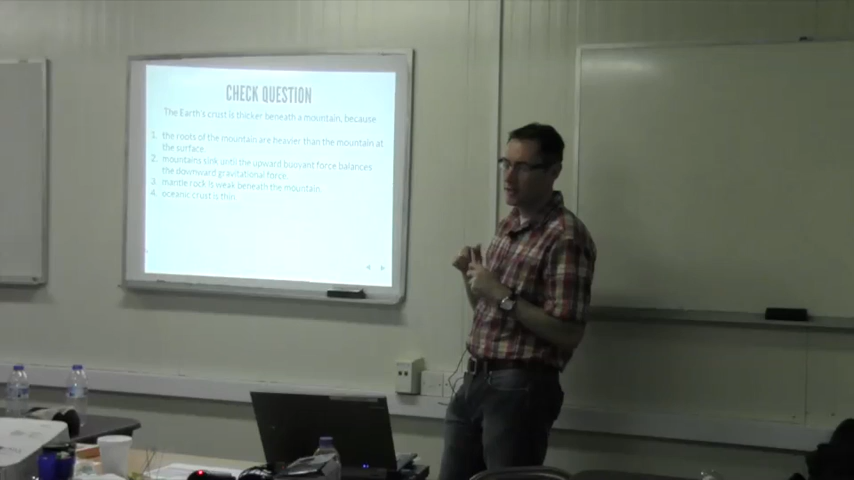 CHECK QUESTION
The Earth's crust is thicker beneath a mountain, because
1. the roots of the mountain are heavier than the mountain at
the surface.
2. mountains sink until the upward buoyant force balances
the downward gravitational force.
3. mantle rock is weak beneath the mountain.
4. oceanic crust is thin.